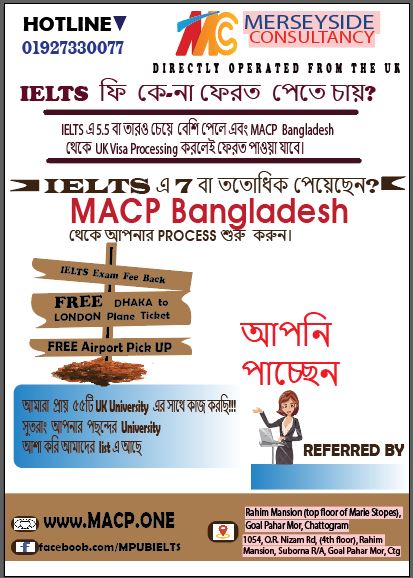 HOTLINE
01927330077
MC
MERSEYSIDE
CONSULTANCY
DIRECTLY OPERATED FROM THE UK
IELTS ফি কে-না ফেরত পেতে চায়?
IELTS এ 5.5 বা তারও চেয়ে বেশি পেলে এবং MACP Bangladesh
থেকে UK Visa Processing করলেই ফেরত পাওয়া যাবে।
IELTS এ 7 বা ততোধিক পেয়েছেন?
MACP Bangladesh
থেকে আপনার PROCESS শুরু করুন।
IELTS Exam Fee Back
FREE DHAKA to
LONDON Plane Ticket
FREE Airport Pick UP
আপনি
পাচ্ছেন
আমারা প্রায় ৫৫টি UK University এর সাথে কাজ করছি!!!
সুতরাং আপনার পছন্দের University
আশা করি আমাদের list এ আছে
REFERRED BY
www.MACP.ONE
facebook.com/MPUBIELTS
Rahim Mansion (top floor of Marie Stopes),
Goal Pahar Mor, Chattogram
1054, O.R. Nizam Rd, (4th floor), Rahim
Mansion, Suborna R/A, Goal Pahar Mor, Ctg